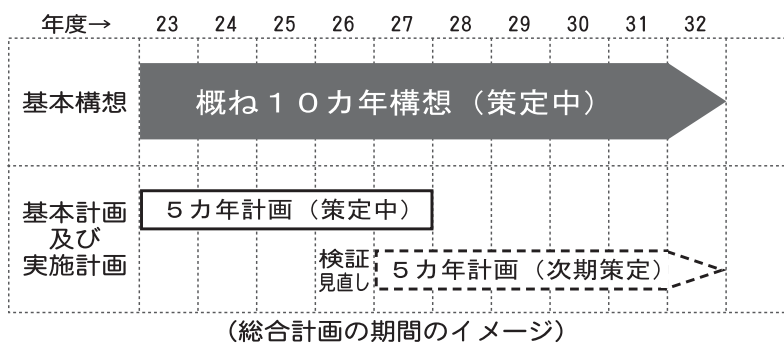 年度→ 23 24 25 26 27 28 29 30 31 32
基本構想
概ね１０カ年構想（策定中）
基本計画
及び
実施計画
５カ年計画（策定中）
検証
見直し
５カ年計画（次期策定）
（総合計画の期間のイメージ）